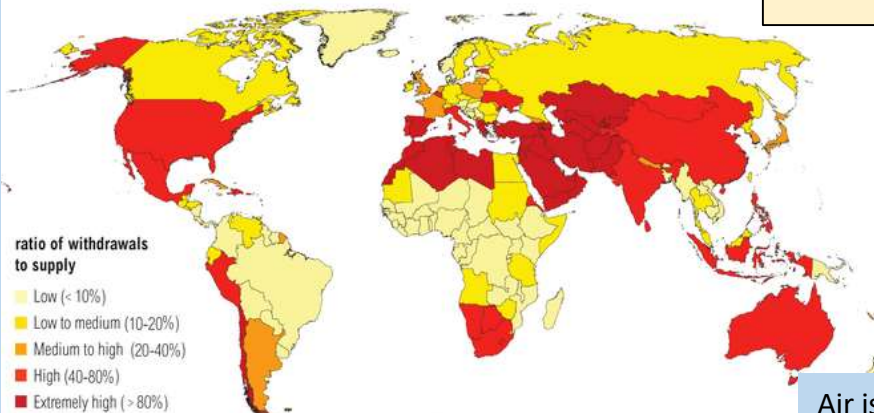 ratio of withdrawals
to supply
Low (< 10%)
Low to medium (10-20%)
Medium to high (20-40%)
High (40-80%)
Extremely high (> 80%)
Air is